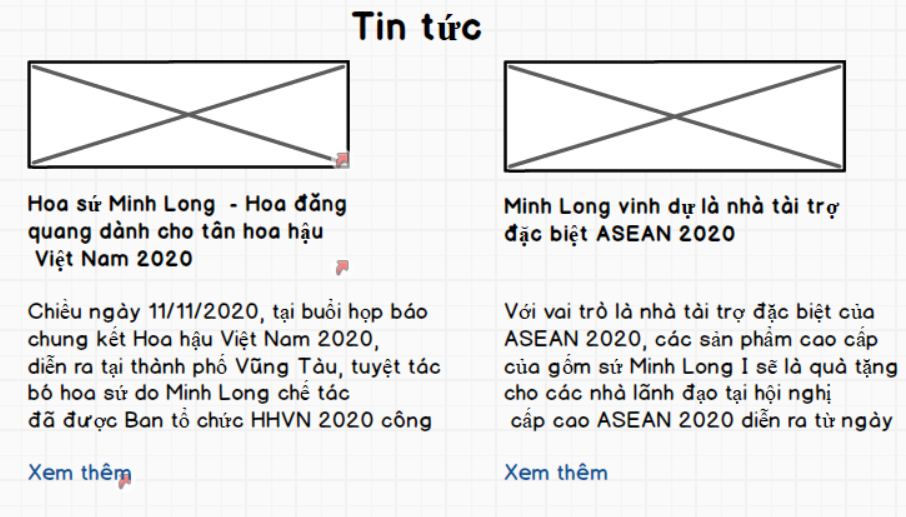 Tin tức
Hoa sứ Minh Long - Hoa đăng
quang dành cho tân hoa hậu
Việt Nam 2020
Chiều ngày 11/11/2020, tại buổi họp báo
chung kết Hoa hậu Việt Nam 2020,
diễn ra tại thành phố Vũng Tàu, tuyệt tác
bó hoa sứ do Minh Long chế tác
đã được Ban tổ chức HHVN 2020 công
Xem thêm
Minh Long vinh dự là nhà tài trợ
đặc biệt ASEAN 2020
Với vai trò là nhà tài trợ đặc biệt của
ASEAN 2020, các sản phẩm cao cấp
của gốm sứ Minh Long I sẽ là quà tặng
cho các nhà lãnh đạo tại hội nghị
cấp cao ASEAN 2020 diễn ra từ ngày
Xem thêm